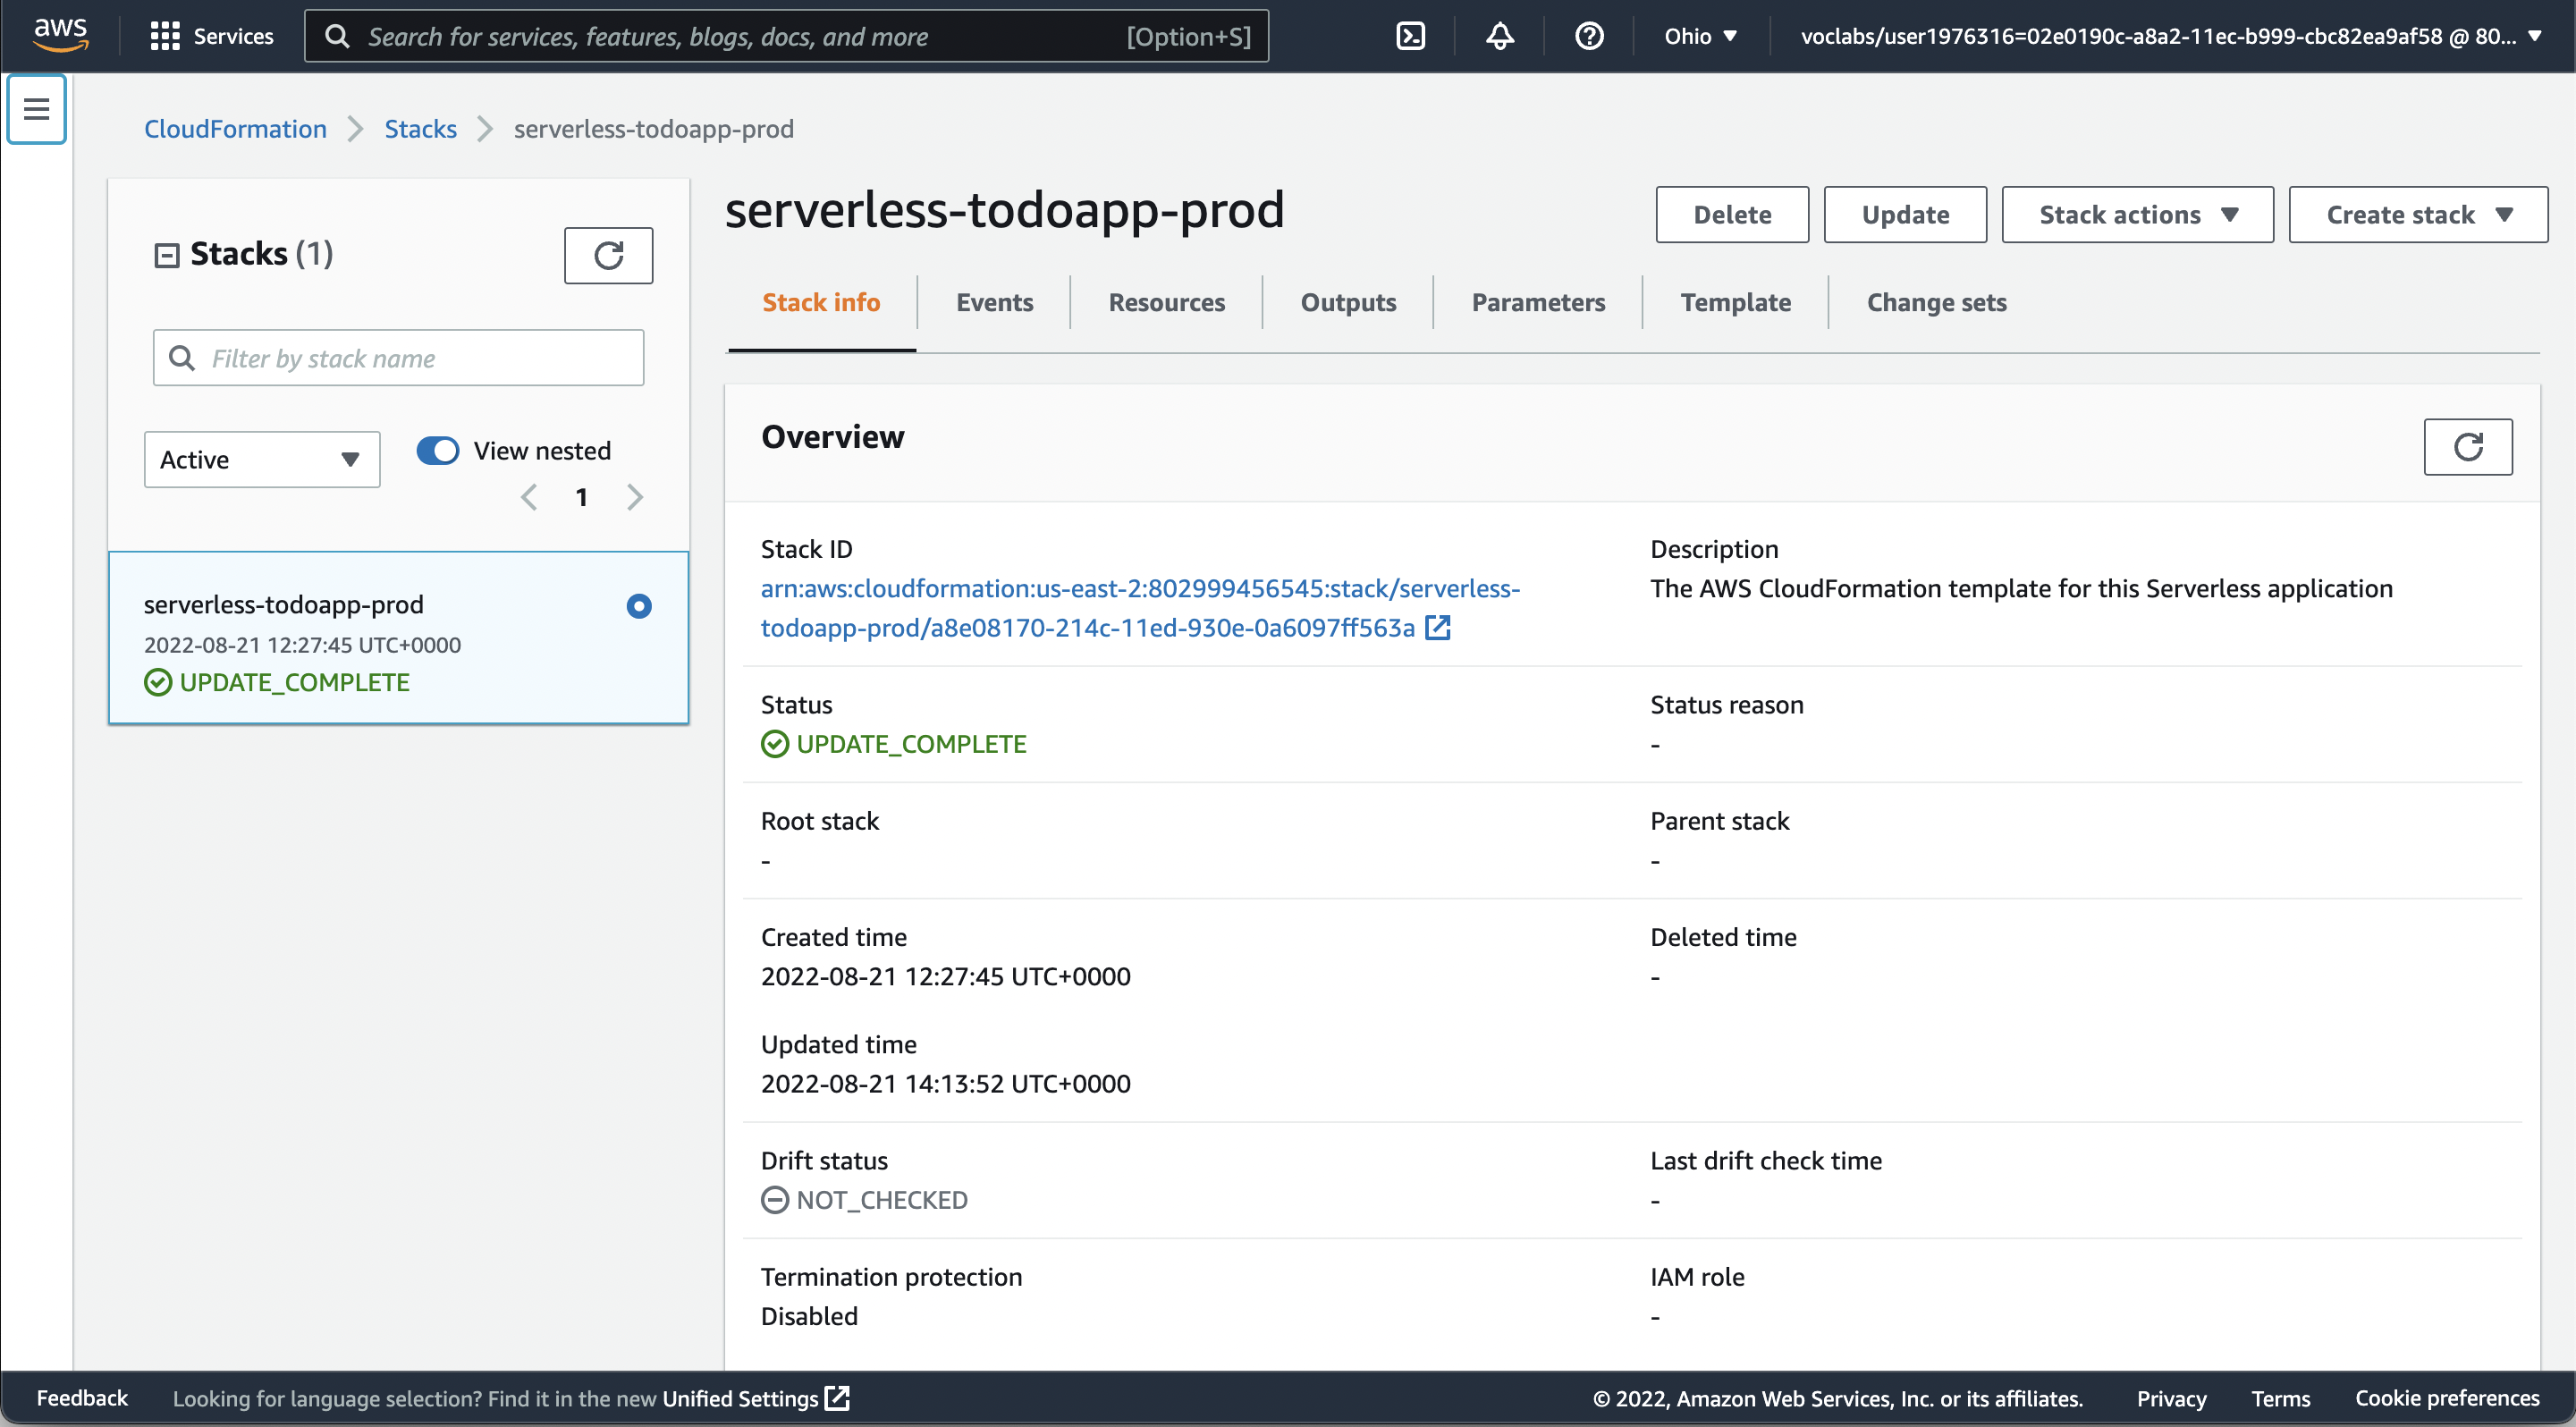 aws
Services
Search for services, features, blogs, docs, and more [Option+S]
Ohio
voclabs/user1976316=02e0190c-a8a2-11ec-b999-cbc82ea9af58 @ 80...
CloudFormation
Stacks
serverless-todoapp-prod
Stacks (1)
Filter by stack name
Active
View nested
1
serverless-todoapp-prod
2022-08-21 12:27:45 UTC+0000
UPDATE_COMPLETE
serverless-todoapp-prod
Delete
Update
Stack actions
Create stack
Stack info
Events
Resources
Outputs
Parameters
Template
Change sets
Overview
Stack ID
arn:aws:cloudformation:us-east-2:802999456545:stack/serverless-
todoapp-prod/a8e08170-214c-11ed-930e-0a6097ff563a
Description
The AWS CloudFormation template for this Serverless application
Status
UPDATE_COMPLETE
Status reason
-
Root stack
-
Parent stack
-
Created time
2022-08-21 12:27:45 UTC+0000
Deleted time
-
Updated time
2022-08-21 14:13:52 UTC+0000
Drift status
NOT_CHECKED
Last drift check time
-
Termination protection
Disabled
IAM role
-
Feedback
Looking for language selection? Find it in the new Unified Settings
© 2022, Amazon Web Services, Inc. or its affiliates.
Privacy
Terms
Cookie preferences